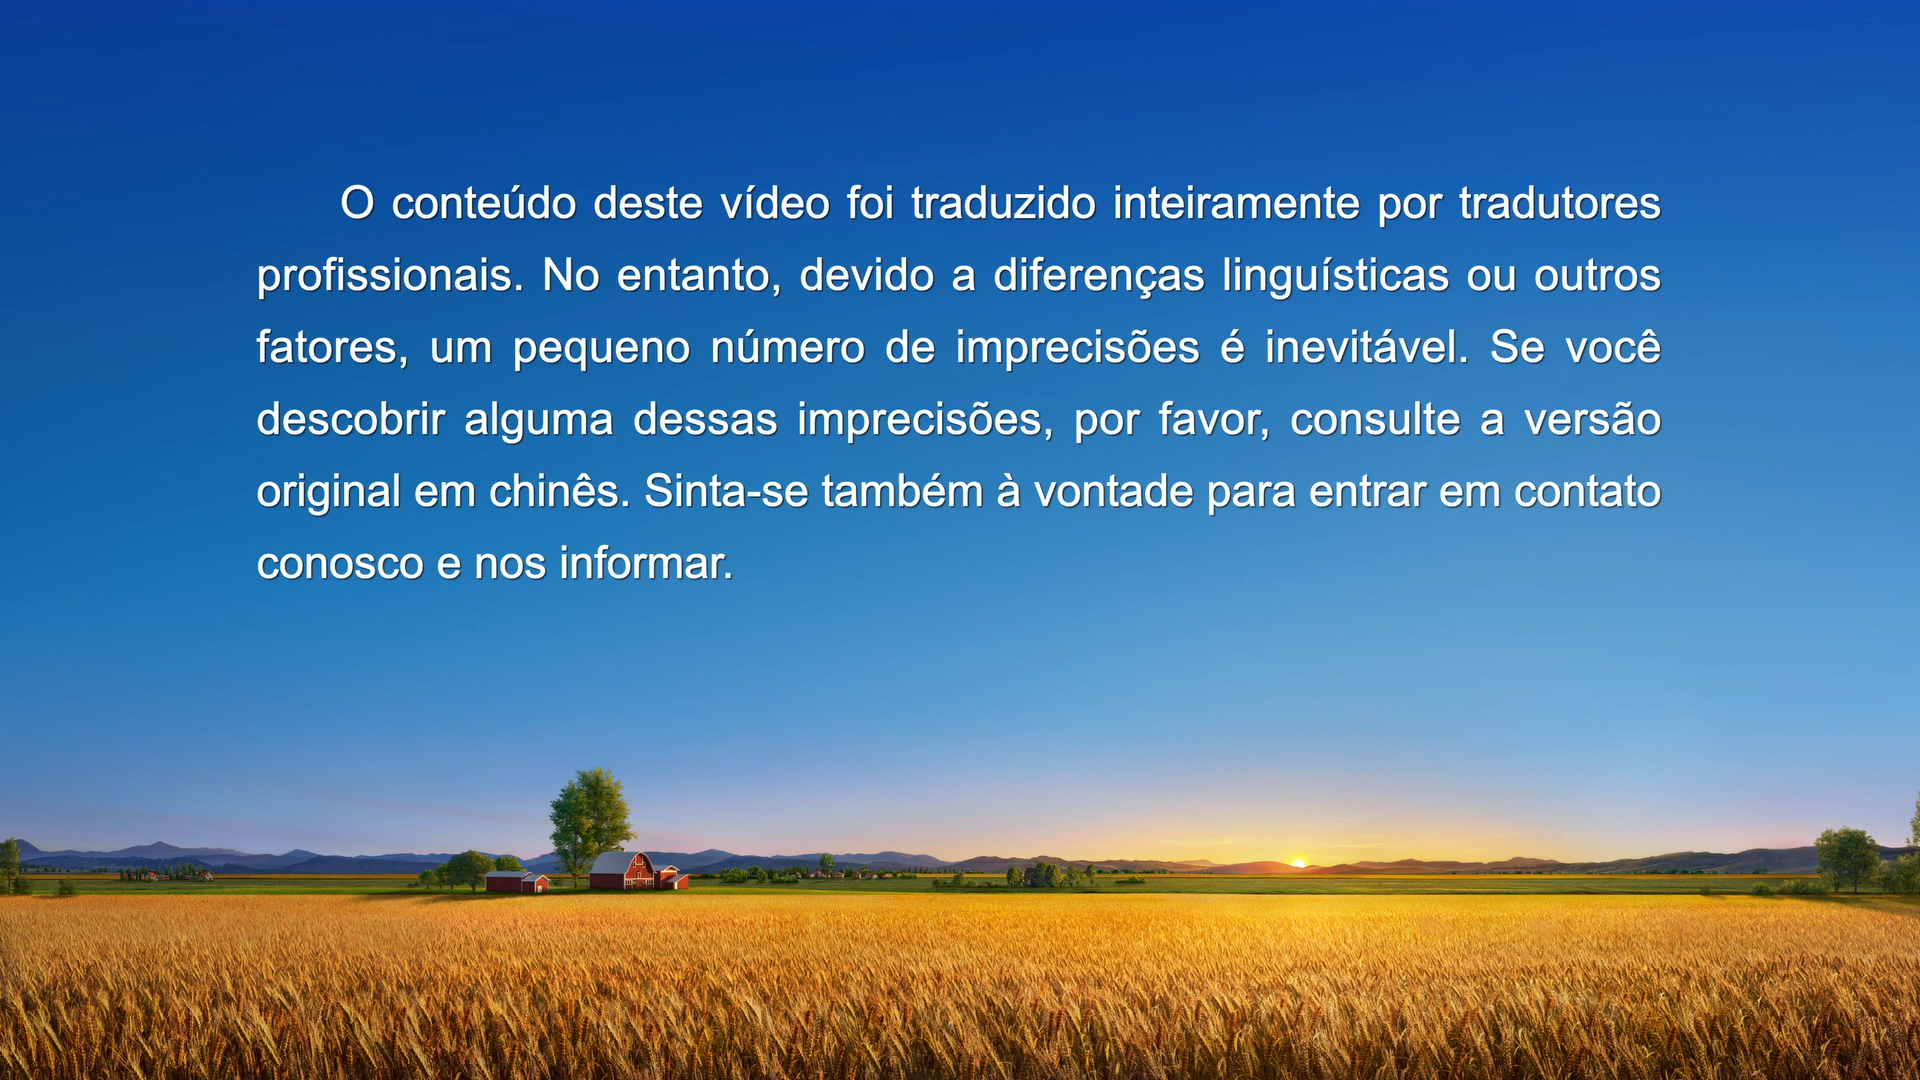 O conteúdo deste vídeo foi traduzido inteiramente por tradutores
profissionais. No entanto, devido a diferenças linguísticas ou outros
fatores, um pequeno número de imprecisões é inevitável. Se você
descobrir alguma dessas imprecisões, por favor, consulte a versão
original em chinês. Sinta-se também à vontade para entrar em contato
conosco e nos informar.